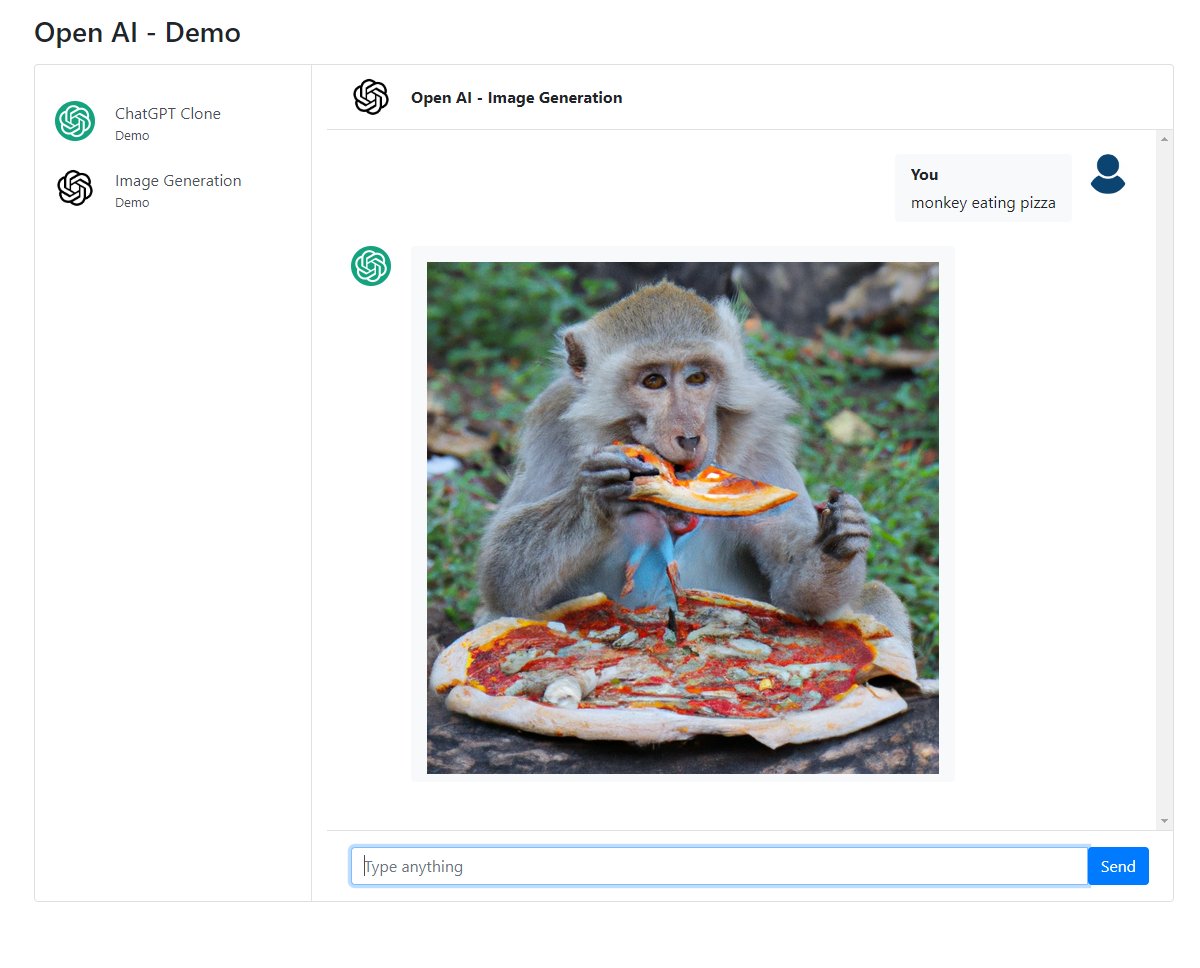 Open AI - Demo
ChatGPT Clone
Demo
Image Generation
Demo
Open AI - Image Generation
You
monkey eating pizza
Type anything
Send